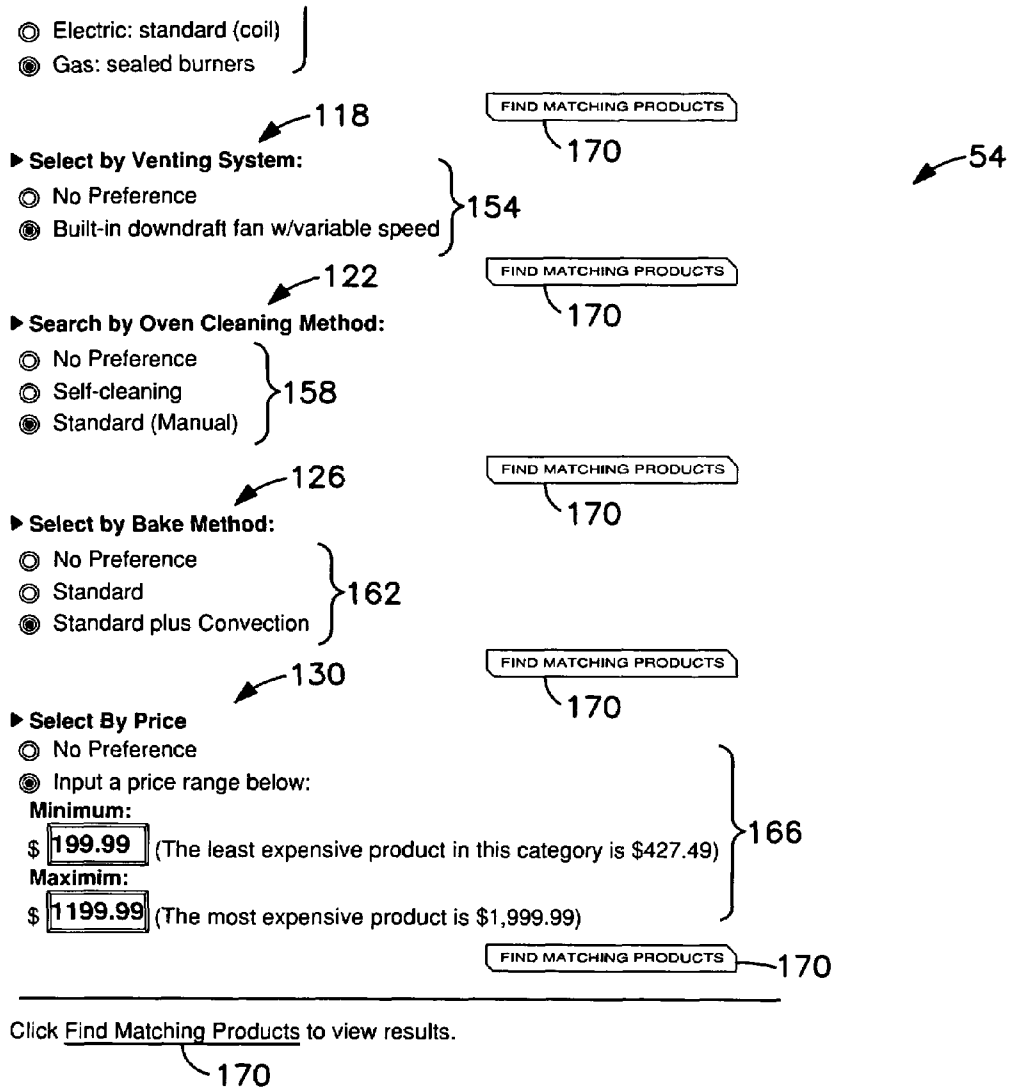 Electric: standard (coil)
Gas: sealed burners
FIND MATCHING PRODUCTS
118
170
54
Select by Venting System:
No Preference
Built-in downdraft fan w/variable speed
154
FIND MATCHING PRODUCTS
122
170
Search by Oven Cleaning Method:
No Preference
Self-cleaning
Standard (Manual)
158
FIND MATCHING PRODUCTS
126
170
Select by Bake Method:
No Preference
Standard
Standard plus Convection
162
FIND MATCHING PRODUCTS
130
170
Select By Price
No Preference
Input a price range below:
Minimum:
$ 199.99 (The least expensive product in this category is $427.49)
166
Maximim:
$ 1199.99 (The most expensive product is $1,999.99)
FIND MATCHING PRODUCTS 170
Click Find Matching Products to view results.
170